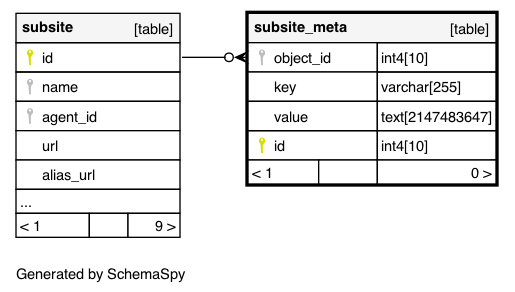 subsite [table]
id
name
agent_id
url
alias_url
...
< 1 9 >
subsite_meta [table]
object_id int4[10]
key varchar[255]
value text[2147483647]
id int4[10]
< 1 0 >
Generated by SchemaSpy